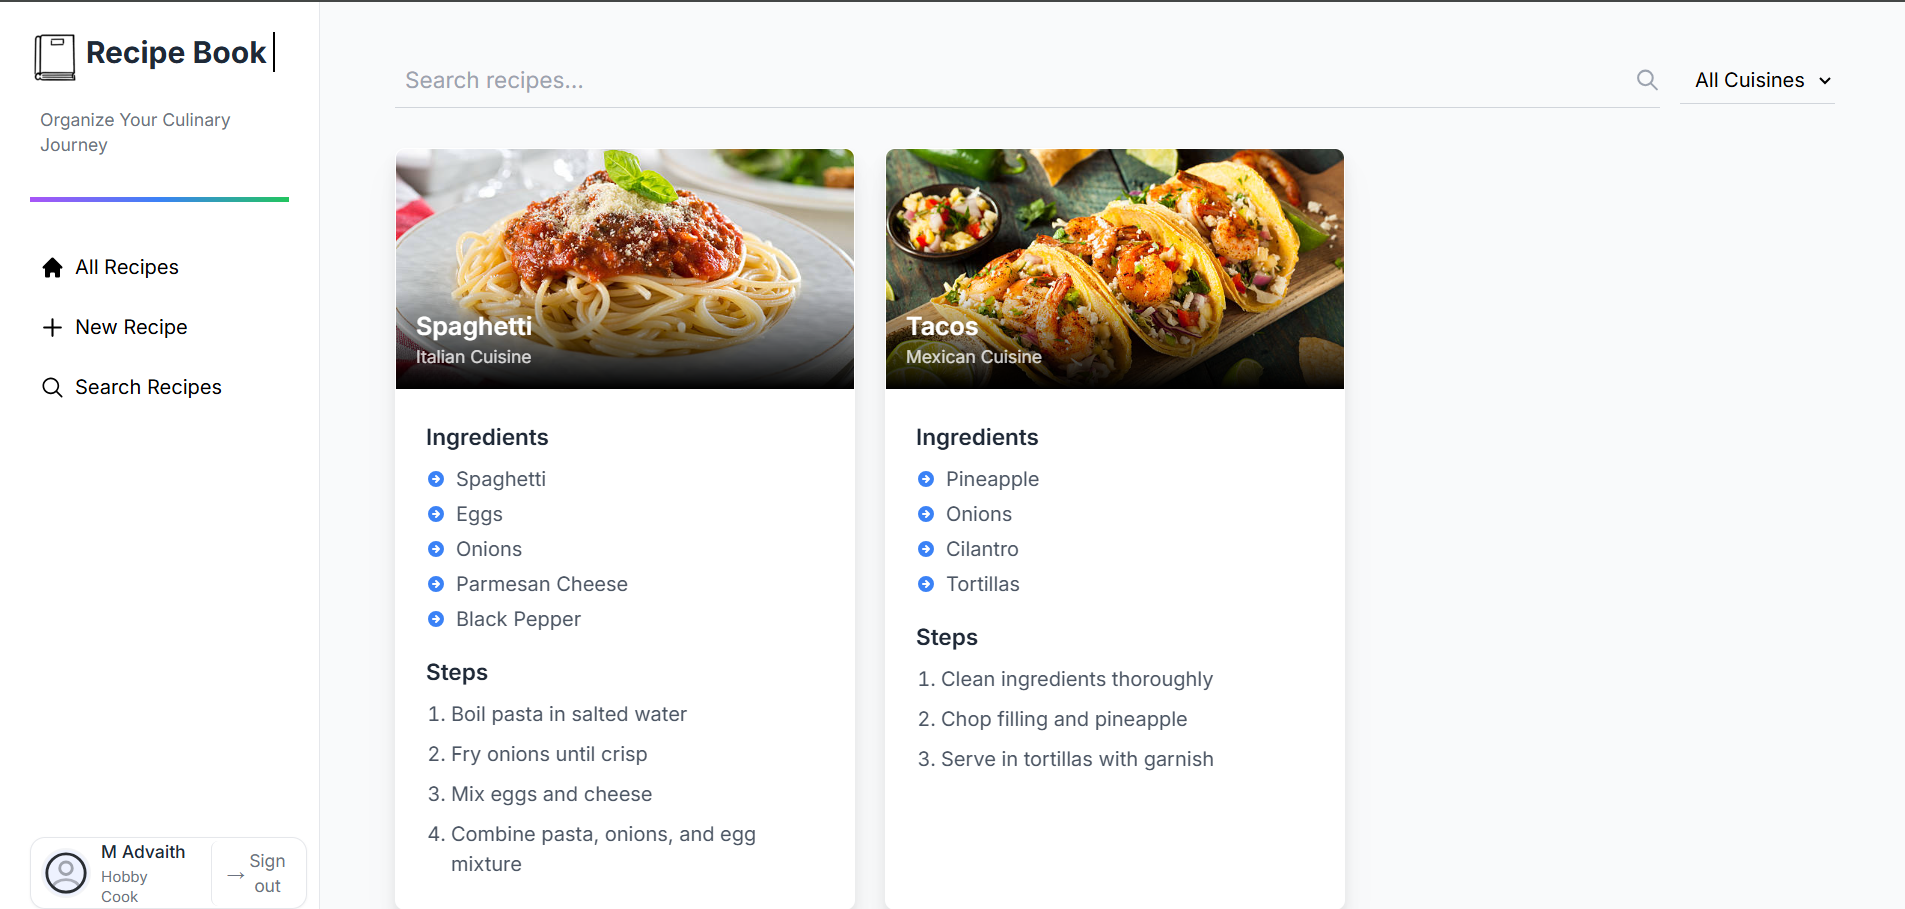 Recipe Book
Organize Your Culinary
Journey
All Recipes
New Recipe
Search Recipes
M Advaith
Hobby
Cook
→ Sign
out
Search recipes...
All Cuisines
Spaghetti
Italian Cuisine
Ingredients
Spaghetti
Eggs
Onions
Parmesan Cheese
Black Pepper
Steps
1. Boil pasta in salted water
2. Fry onions until crisp
3. Mix eggs and cheese
4. Combine pasta, onions, and egg
mixture
Tacos
Mexican Cuisine
Ingredients
Pineapple
Onions
Cilantro
Tortillas
Steps
1. Clean ingredients thoroughly
2. Chop filling and pineapple
3. Serve in tortillas with garnish